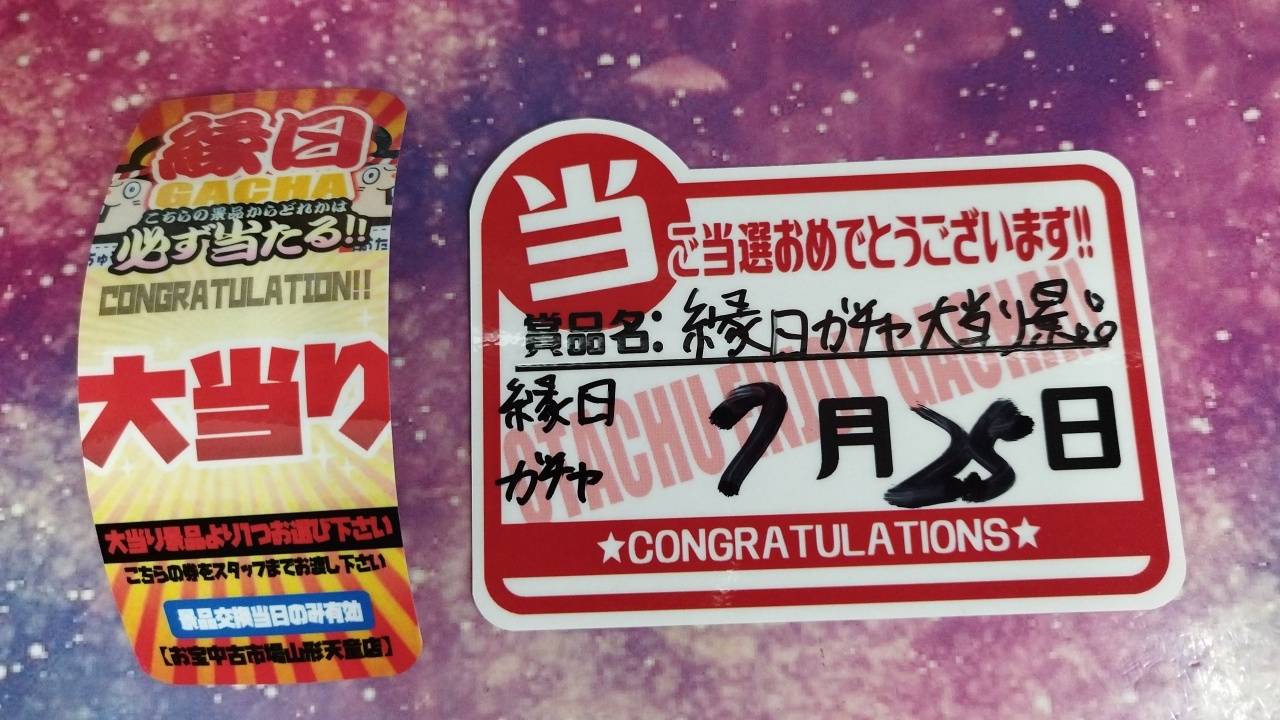 縁日
GACHA
こちらの景品からどれかは
必ず当たる!!
CONGRATULATION!!
大当り
大当り景品より1つお選び下さい
こちらの券をスタッフまでお渡し下さい
景品交換当日のみ有効
【お宝中古市場山形天童店】
当
ご当選おめでとうございます!!
賞品名:縁日ガチャ大当り景品
縁日
ガチャ
7月28日
★CONGRATULATIONS★